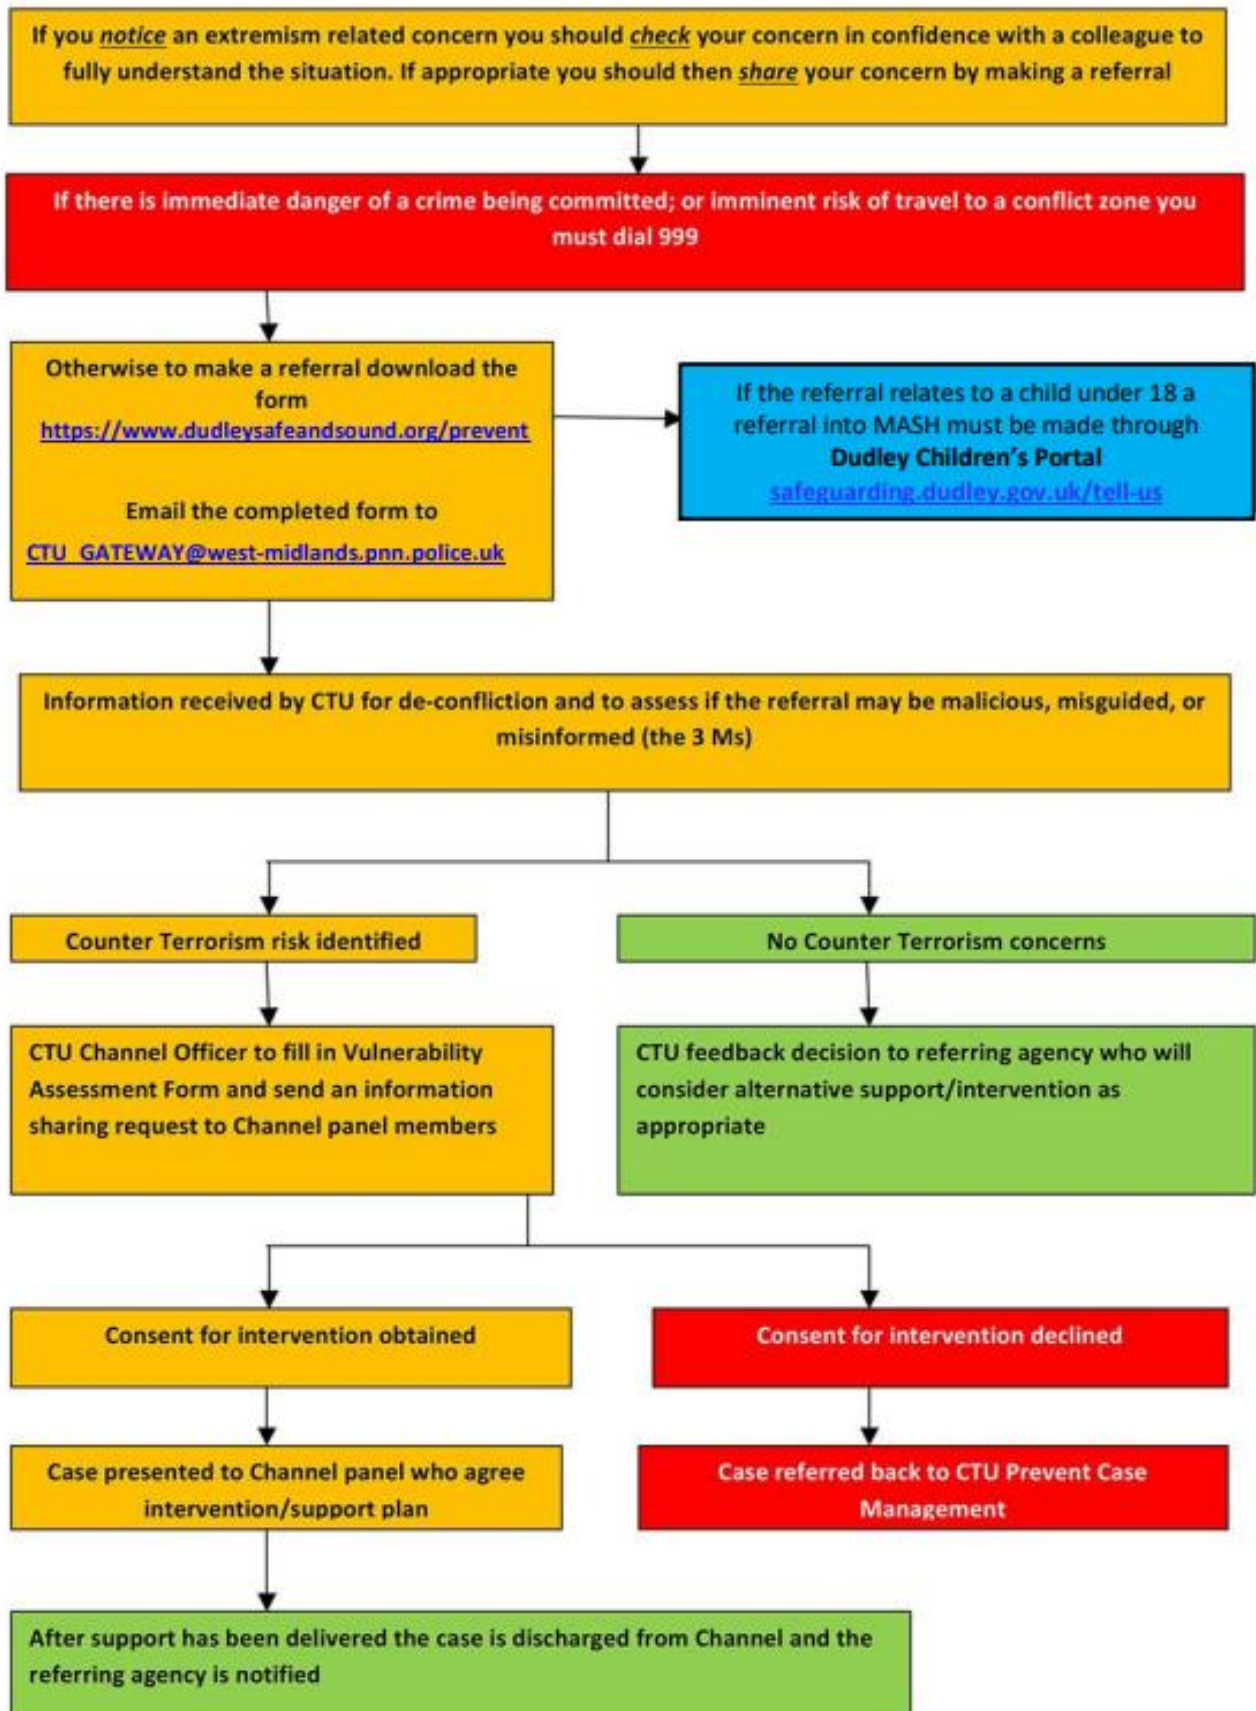 If you notice an extremism related concern you should check your concern in confidence with a colleague to
fully understand the situation. If appropriate you should then share your concern by making a referral
If there is immediate danger of a crime being committed; or imminent risk of travel to a conflict zone you
must dial 999
Otherwise to make a referral download the
form
https://www.dudleysafeandsound.org/prevent
Email the completed form to
CTU_GATEWAY@west-midlands.pnn.police.uk
If the referral relates to a child under 18 a
referral into MASH must be made through
Dudley Children's Portal
safeguarding.dudley.gov.uk/tell-us
Information received by CTU for de-confliction and to assess if the referral may be malicious, misguided, or
misinformed (the 3 Ms)
Counter Terrorism risk identified
No Counter Terrorism concerns
CTU Channel Officer to fill in Vulnerability
Assessment Form and send an information
sharing request to Channel panel members
CTU feedback decision to referring agency who will
consider alternative support/intervention as
appropriate
Consent for intervention obtained
Consent for intervention declined
Case presented to Channel panel who agree
intervention/support plan
Case referred back to CTU Prevent Case
Management
After support has been delivered the case is discharged from Channel and the
referring agency is notified